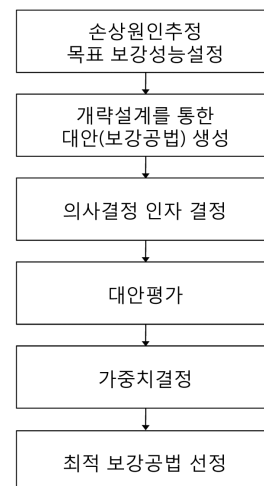 손상원인추정
목표 보강성능설정
개략설계를 통한
대안(보강공법) 생성
의사결정 인자 결정
대안평가
가중치결정
최적 보강공법 선정